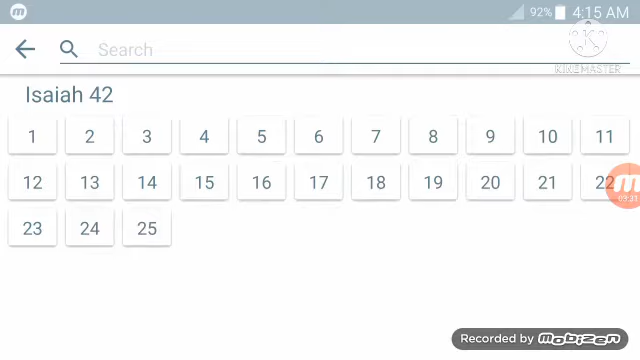 92% 4:15 AM
Search
KINEMASTER
Isaiah 42
1 2 3 4 5 6 7 8 9 10 11
12 13 14 15 16 17 18 19 20 21 22
23 24 25
Recorded by MOBIZEN